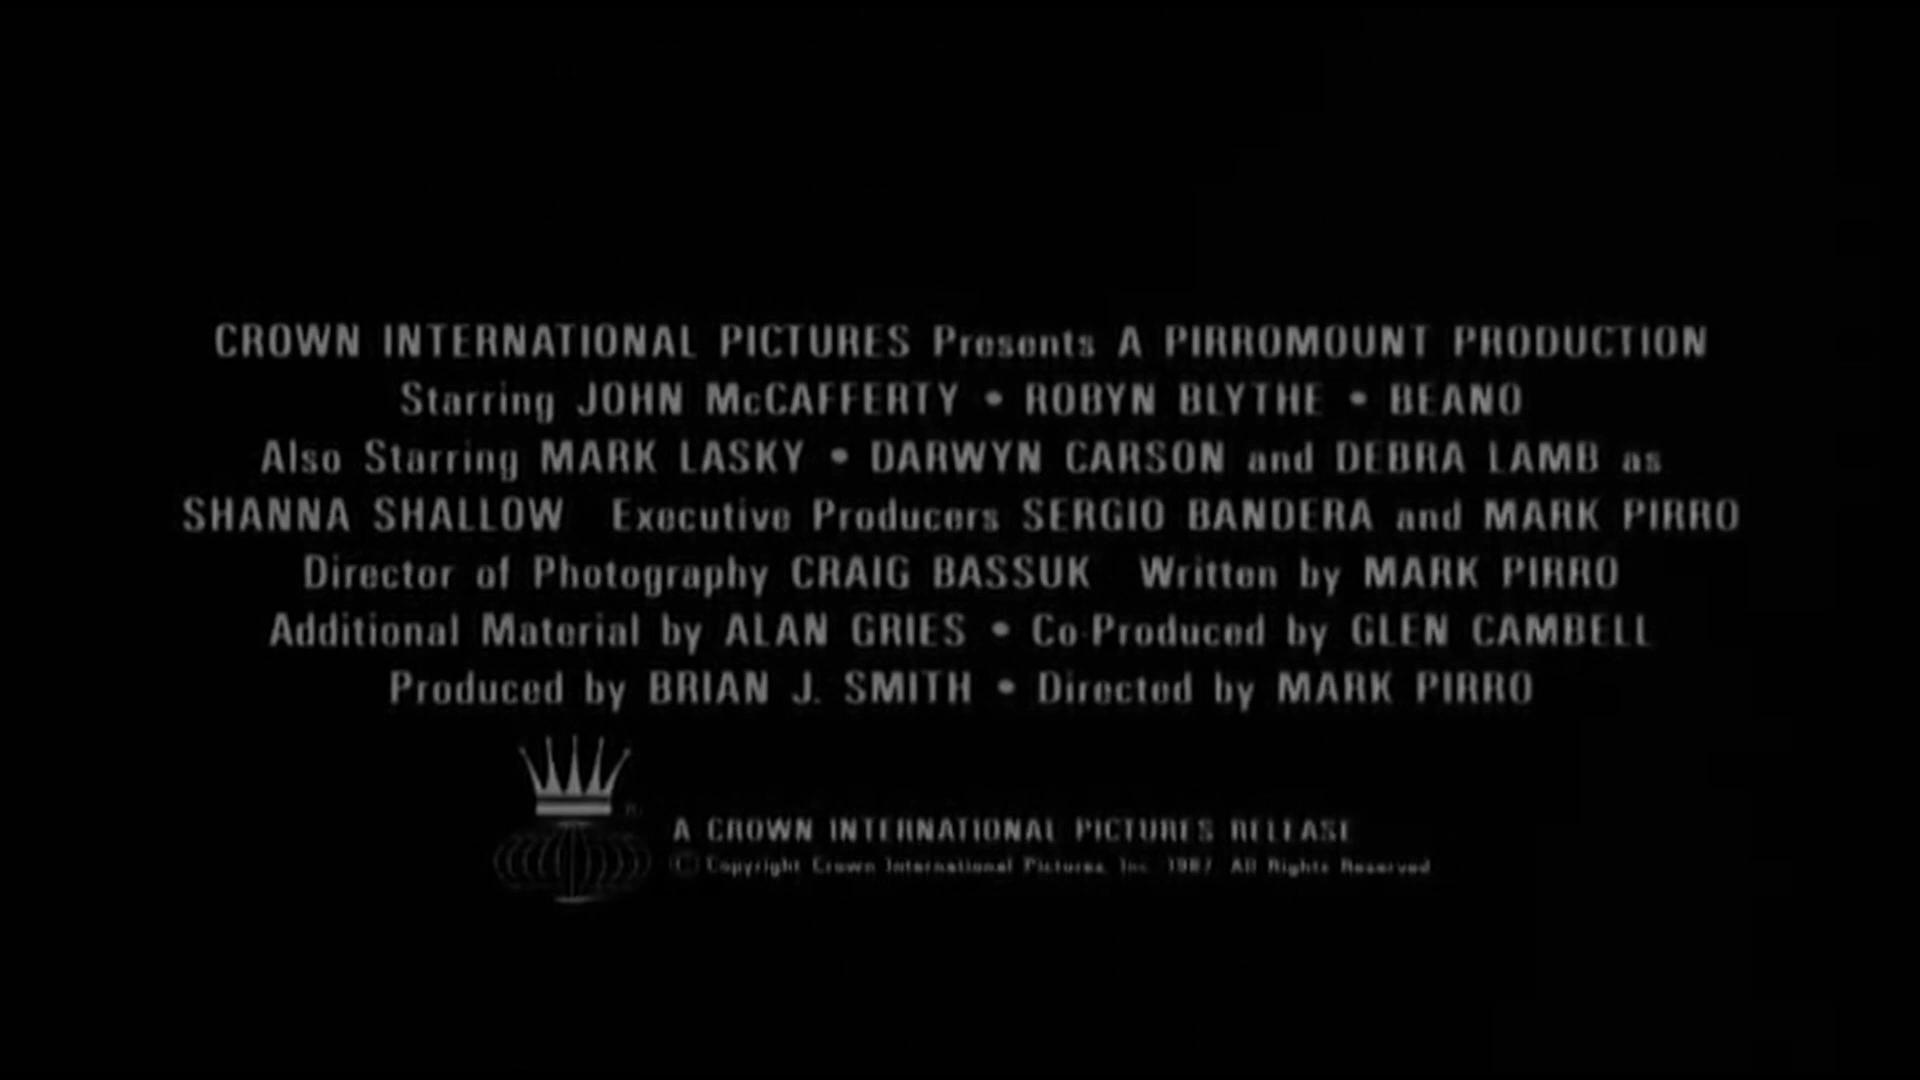 CROWN INTERNATIONAL PICTURES Presents A PIRROMOUNT PRODUCTION
Starring JOHN McCAFFERTY • ROBYN BLYTHE • BEANO
Also Starring MARK LASKY • DARWYN CARSON and DEBRA LAMB as
SHANNA SHALLOW Executive Producers SERGIO BANDERA and MARK PIRRO
Director of Photography CRAIG BASSUK Written by MARK PIRRO
Additional Material by ALAN GRIES • Co-Produced by GLEN CAMBELL
Produced by BRIAN J. SMITH • Directed by MARK PIRRO
A CROWN INTERNATIONAL PICTURES RELEASE
© Copyright Crown International Pictures, Inc. 1987 All Rights Reserved